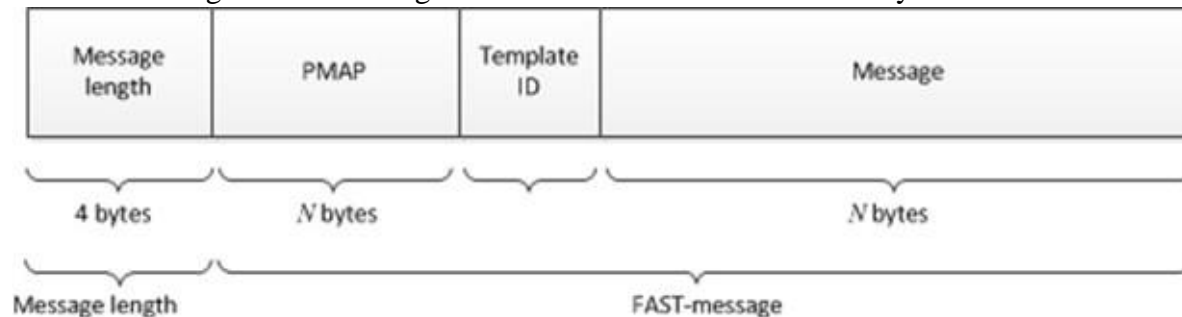 Message length
PMAP
Template ID
Message
4 bytes
N bytes
N bytes
Message length
FAST-message